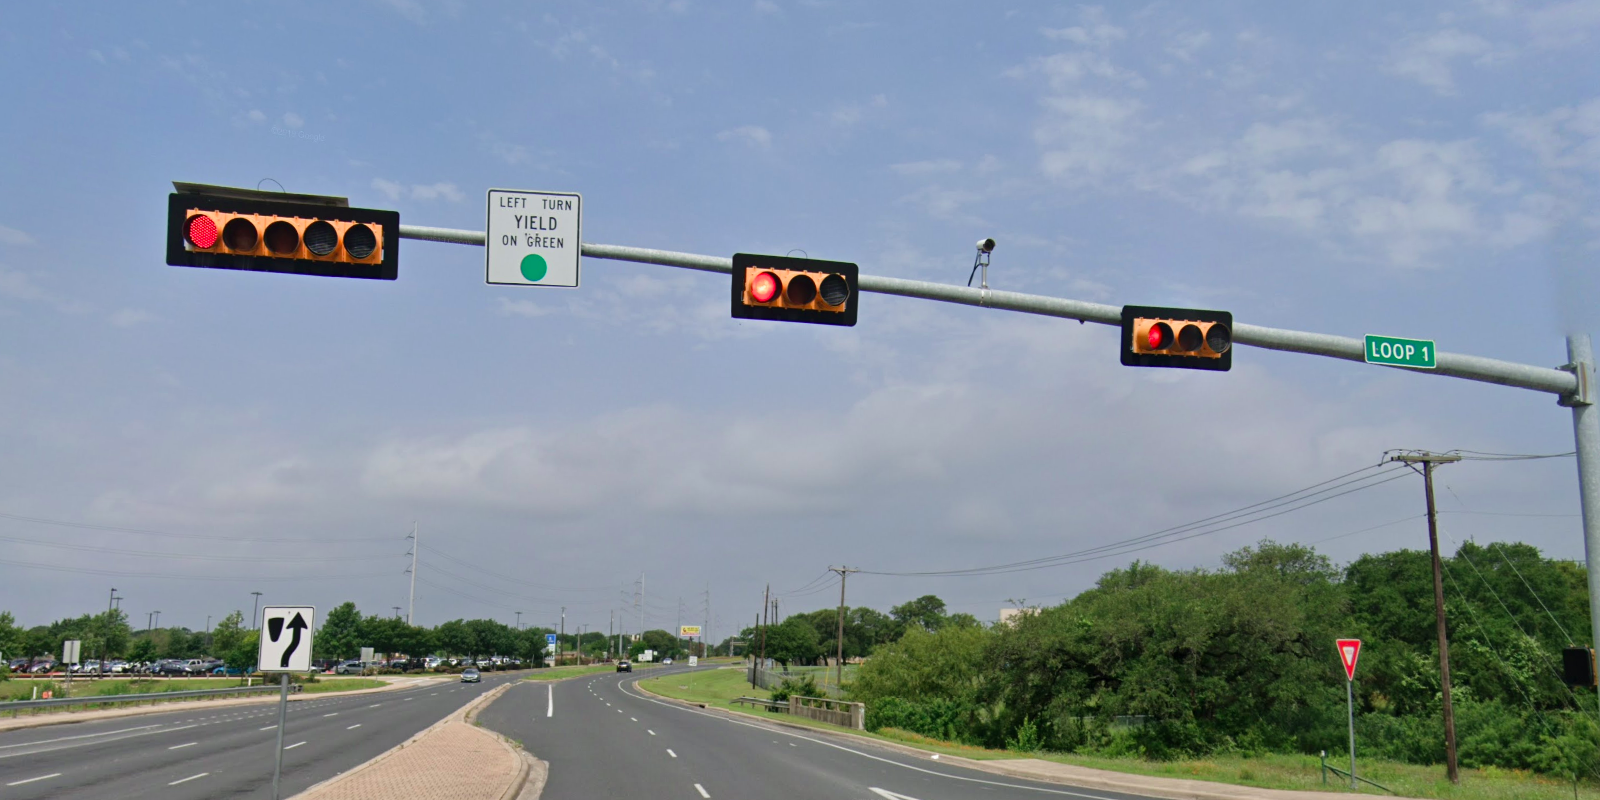 LEFT TURN
YIELD
ON GREEN
LOOP 1